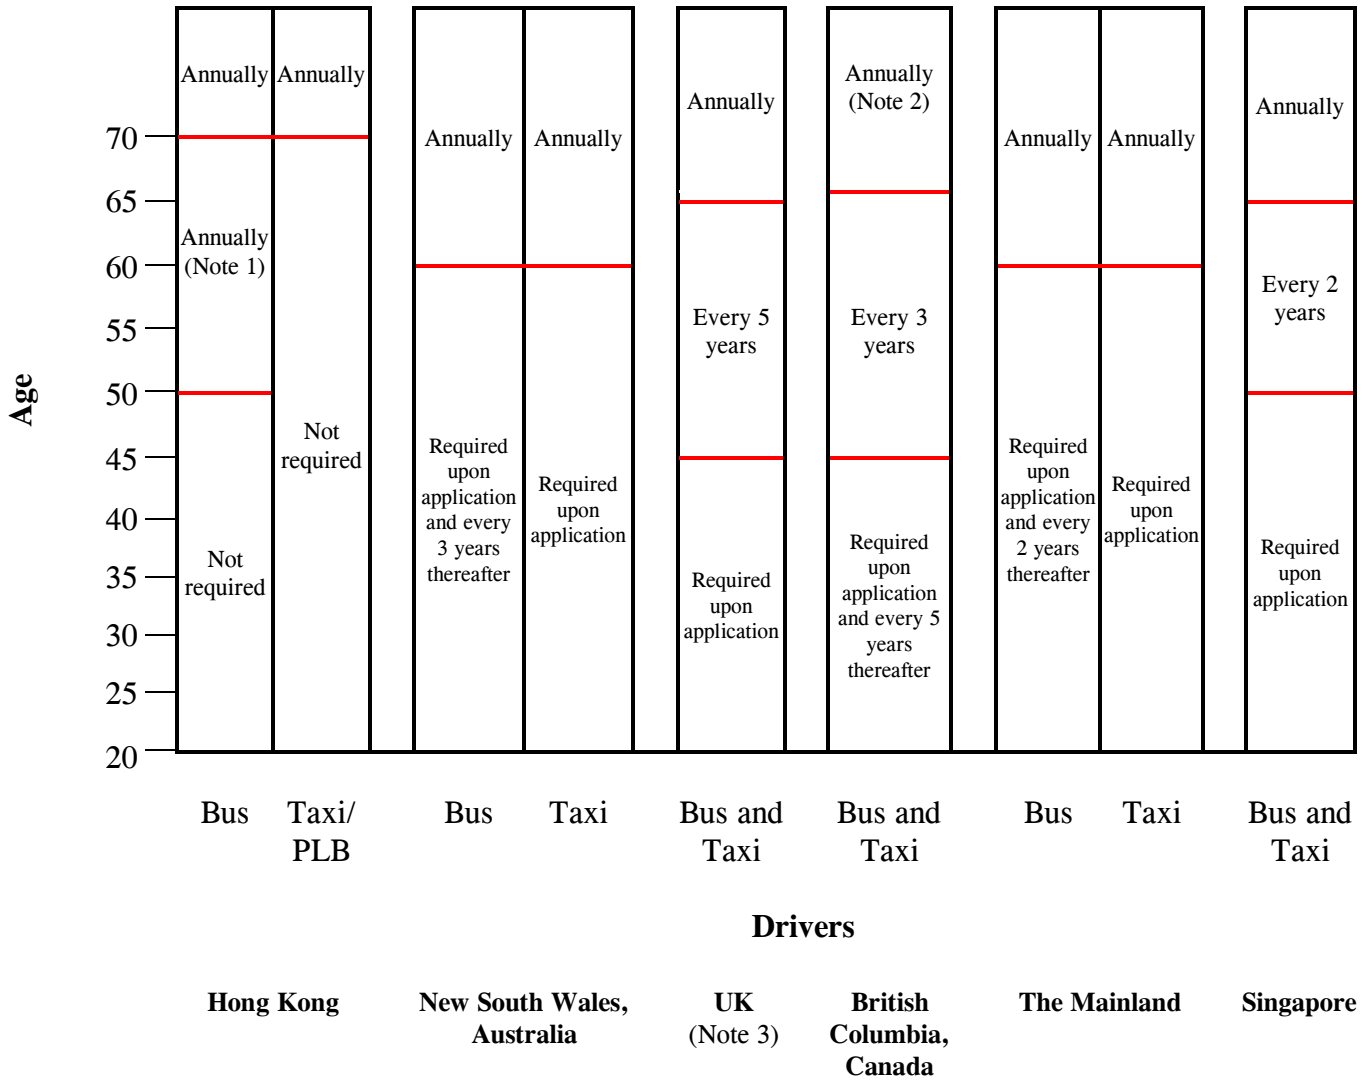 Age
70
65
60
55
50
45
40
35
30
25
20
Annually
Annually
(Note 1)
Not
required
Annually
Not
required
Annually
Required
upon
application
and every
3 years
thereafter
Annually
Required
upon
application
Annually
Every 5
years
Required
upon
application
Annually
(Note 2)
Every 3
years
Required
upon
application
and every 5
years
thereafter
Annually
Required
upon
application
and every
2 years
thereafter
Annually
Required
upon
application
Annually
Every 2
years
Required
upon
application
Bus
Taxi/
PLB
Bus
Taxi
Bus and
Taxi
Bus and
Taxi
Bus
Taxi
Bus and
Taxi
Drivers
Hong Kong
New South Wales,
Australia
UK
(Note 3)
British
Columbia,
Canada
The Mainland
Singapore